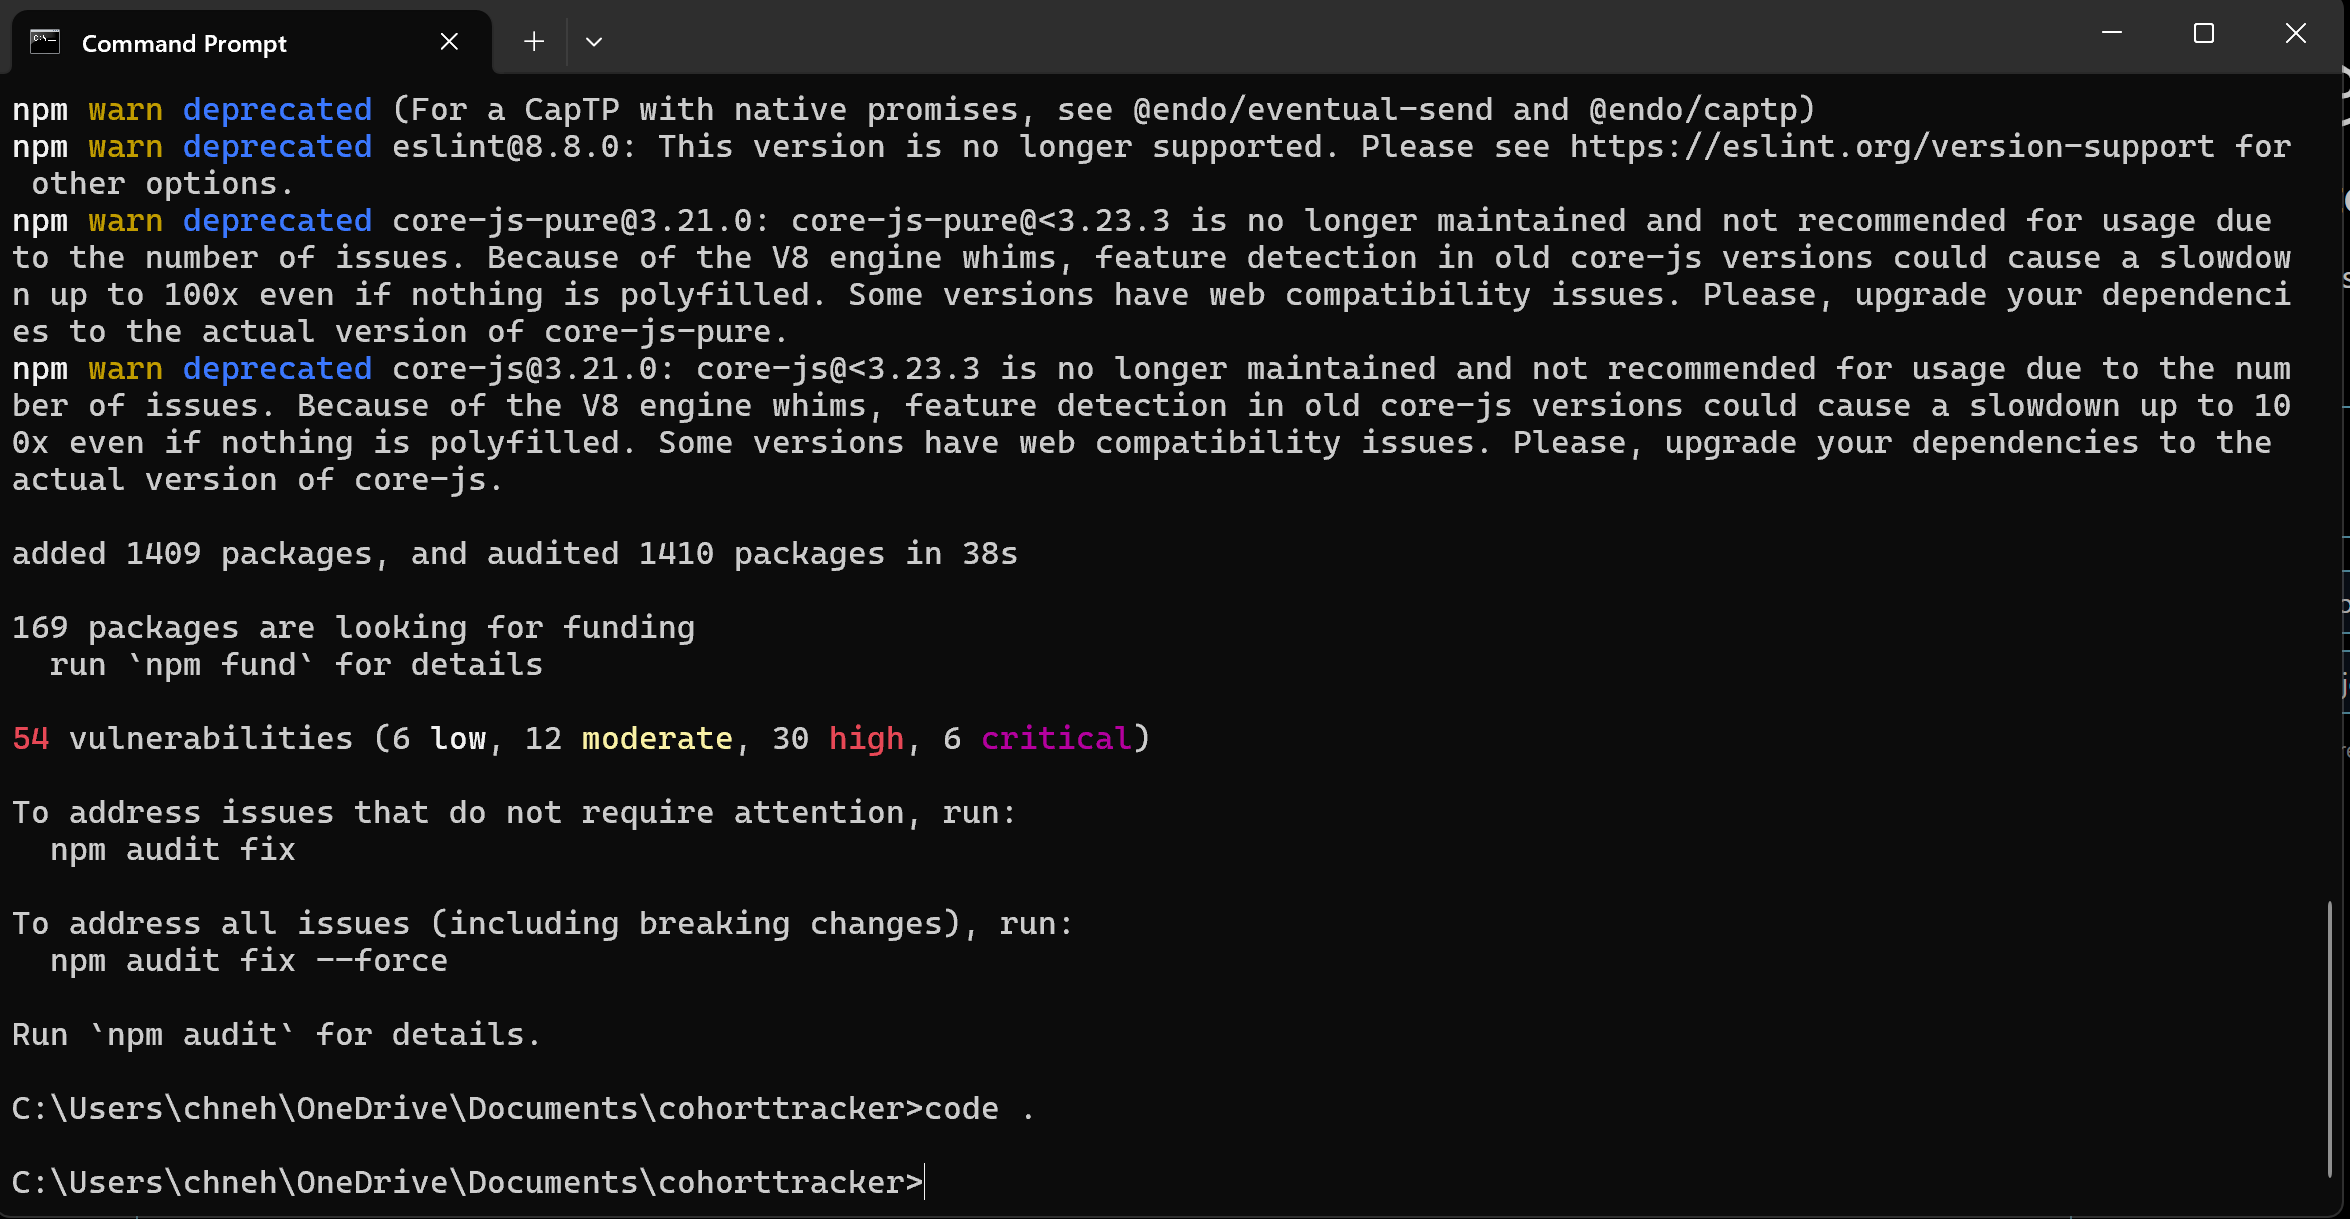 Command Prompt
npm warn deprecated (For a CapTP with native promises, see @endo/eventual-send and @endo/captp)
npm warn deprecated eslint@8.8.0: This version is no longer supported. Please see https://eslint.org/version-support for
 other options.
npm warn deprecated core-js-pure@3.21.0: core-js-pure@<3.23.3 is no longer maintained and not recommended for usage due
to the number of issues. Because of the V8 engine whims, feature detection in old core-js versions could cause a slowdow
n up to 100x even if nothing is polyfilled. Some versions have web compatibility issues. Please, upgrade your dependenci
es to the actual version of core-js-pure.
npm warn deprecated core-js@3.21.0: core-js@<3.23.3 is no longer maintained and not recommended for usage due to the num
ber of issues. Because of the V8 engine whims, feature detection in old core-js versions could cause a slowdown up to 10
0x even if nothing is polyfilled. Some versions have web compatibility issues. Please, upgrade your dependencies to the
actual version of core-js.
added 1409 packages, and audited 1410 packages in 38s
169 packages are looking for funding
  run `npm fund` for details
54 vulnerabilities (6 low, 12 moderate, 30 high, 6 critical)
To address issues that do not require attention, run:
  npm audit fix
To address all issues (including breaking changes), run:
  npm audit fix --force
Run `npm audit` for details.
C:\Users\chneh\OneDrive\Documents\cohorttracker>code .
C:\Users\chneh\OneDrive\Documents\cohorttracker>